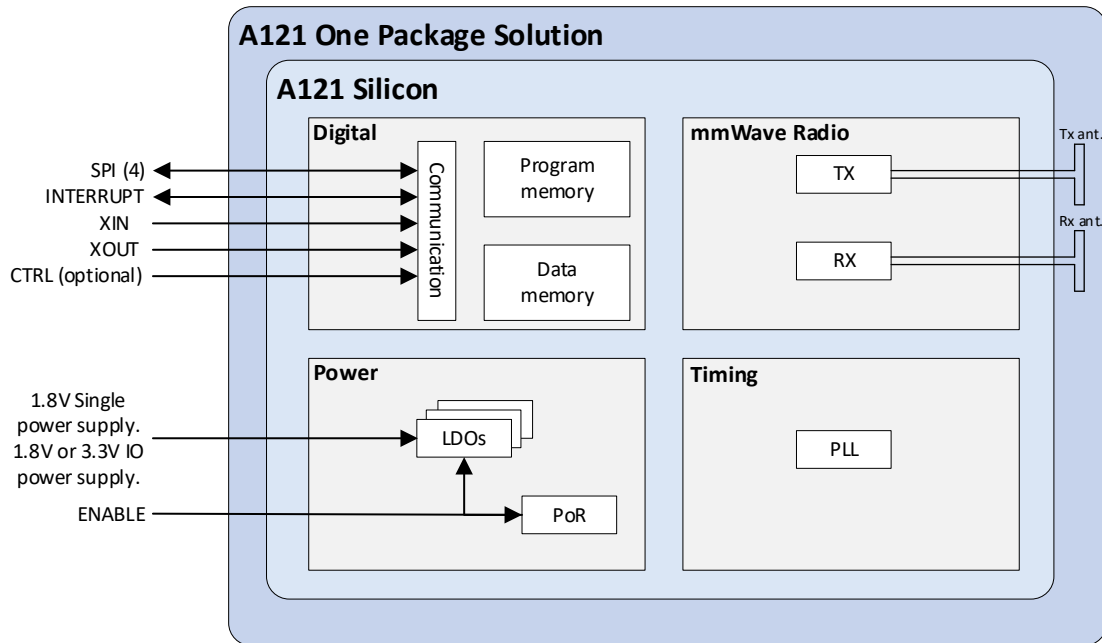 A121 One Package Solution
A121 Silicon
Digital
mmWave Radio
Tx ant.
SPI (4)
INTERRUPT
XIN
XOUT
CTRL (optional)
Communication
Program
memory
Data
memory
TX
RX
Rx ant.
Power
Timing
1.8V Single
power supply.
1.8V or 3.3V IO
power supply.
LDOs
PLL
ENABLE
PoR